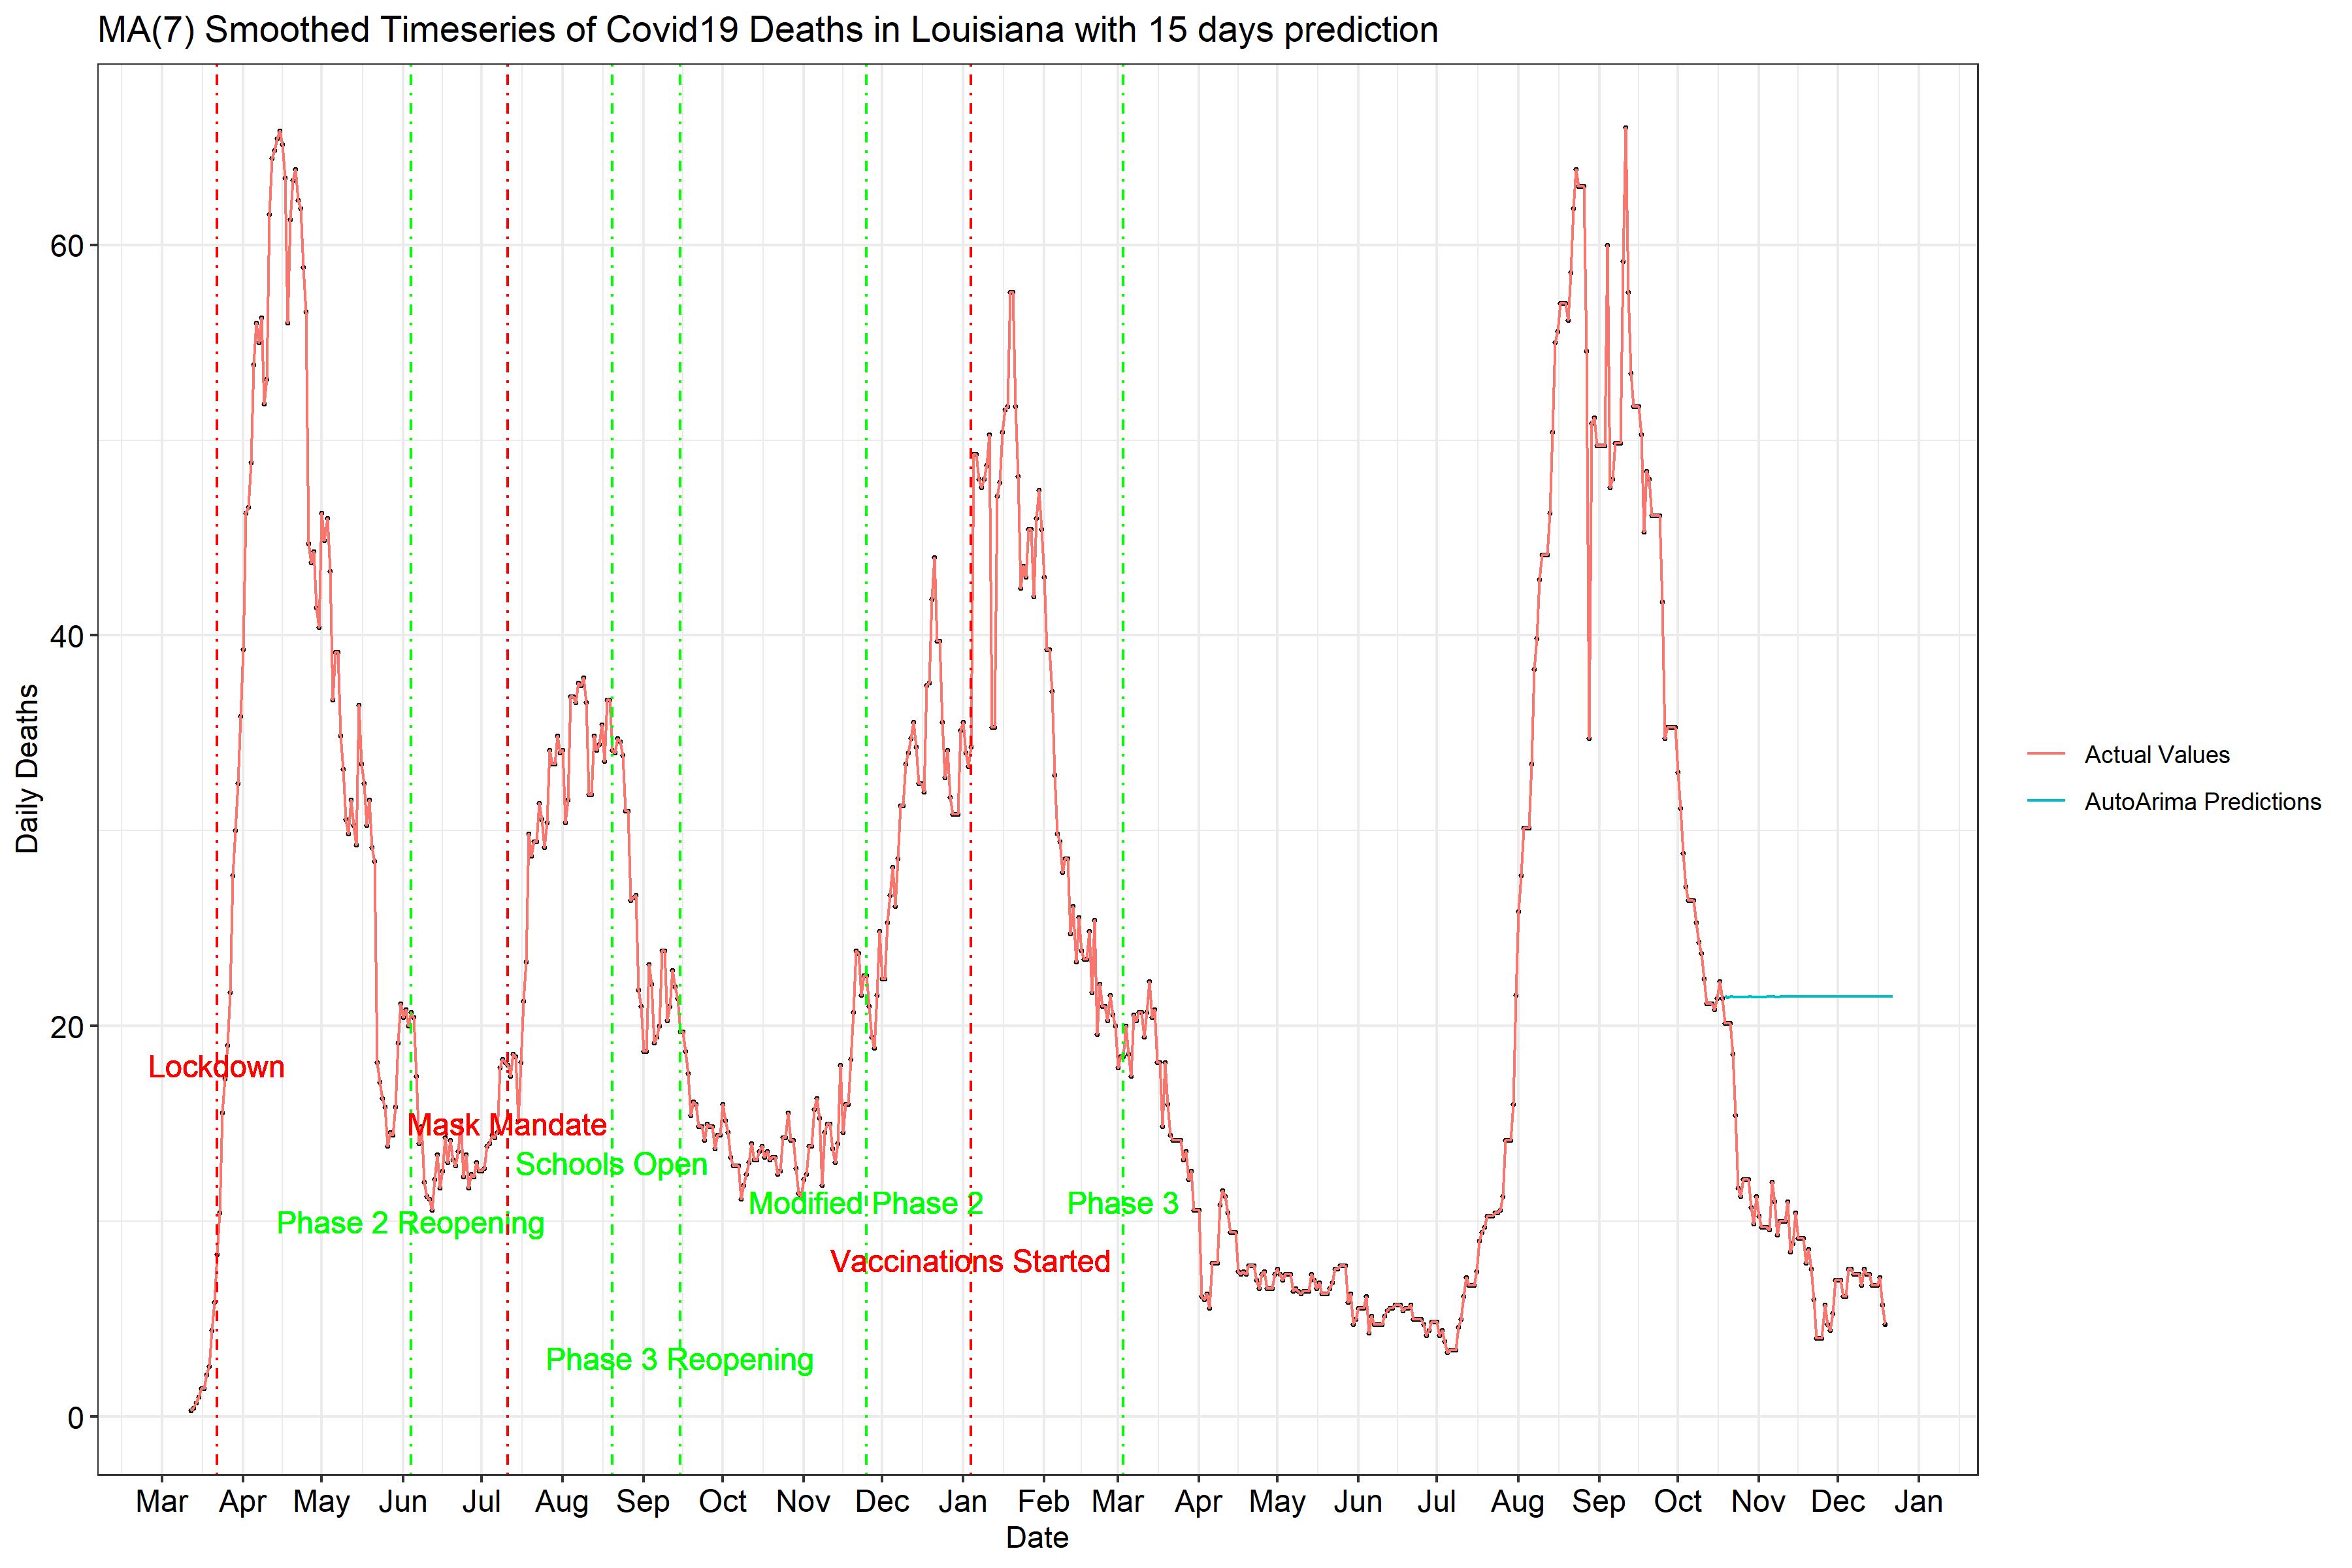 MA(7) Smoothed Timeseries of Covid19 Deaths in Louisiana with 15 days prediction
60
40
20
0
Daily Deaths
Lockdown
Mask Mandate
Schools Open
Phase 2 Reopening
Modified Phase 2
Phase 3
Vaccinations Started
Phase 3 Reopening
Actual Values
AutoArima Predictions
Mar Apr May Jun Jul Aug Sep Oct Nov Dec Jan Feb Mar Apr May Jun Jul Aug Sep Oct Nov Dec Jan
Date